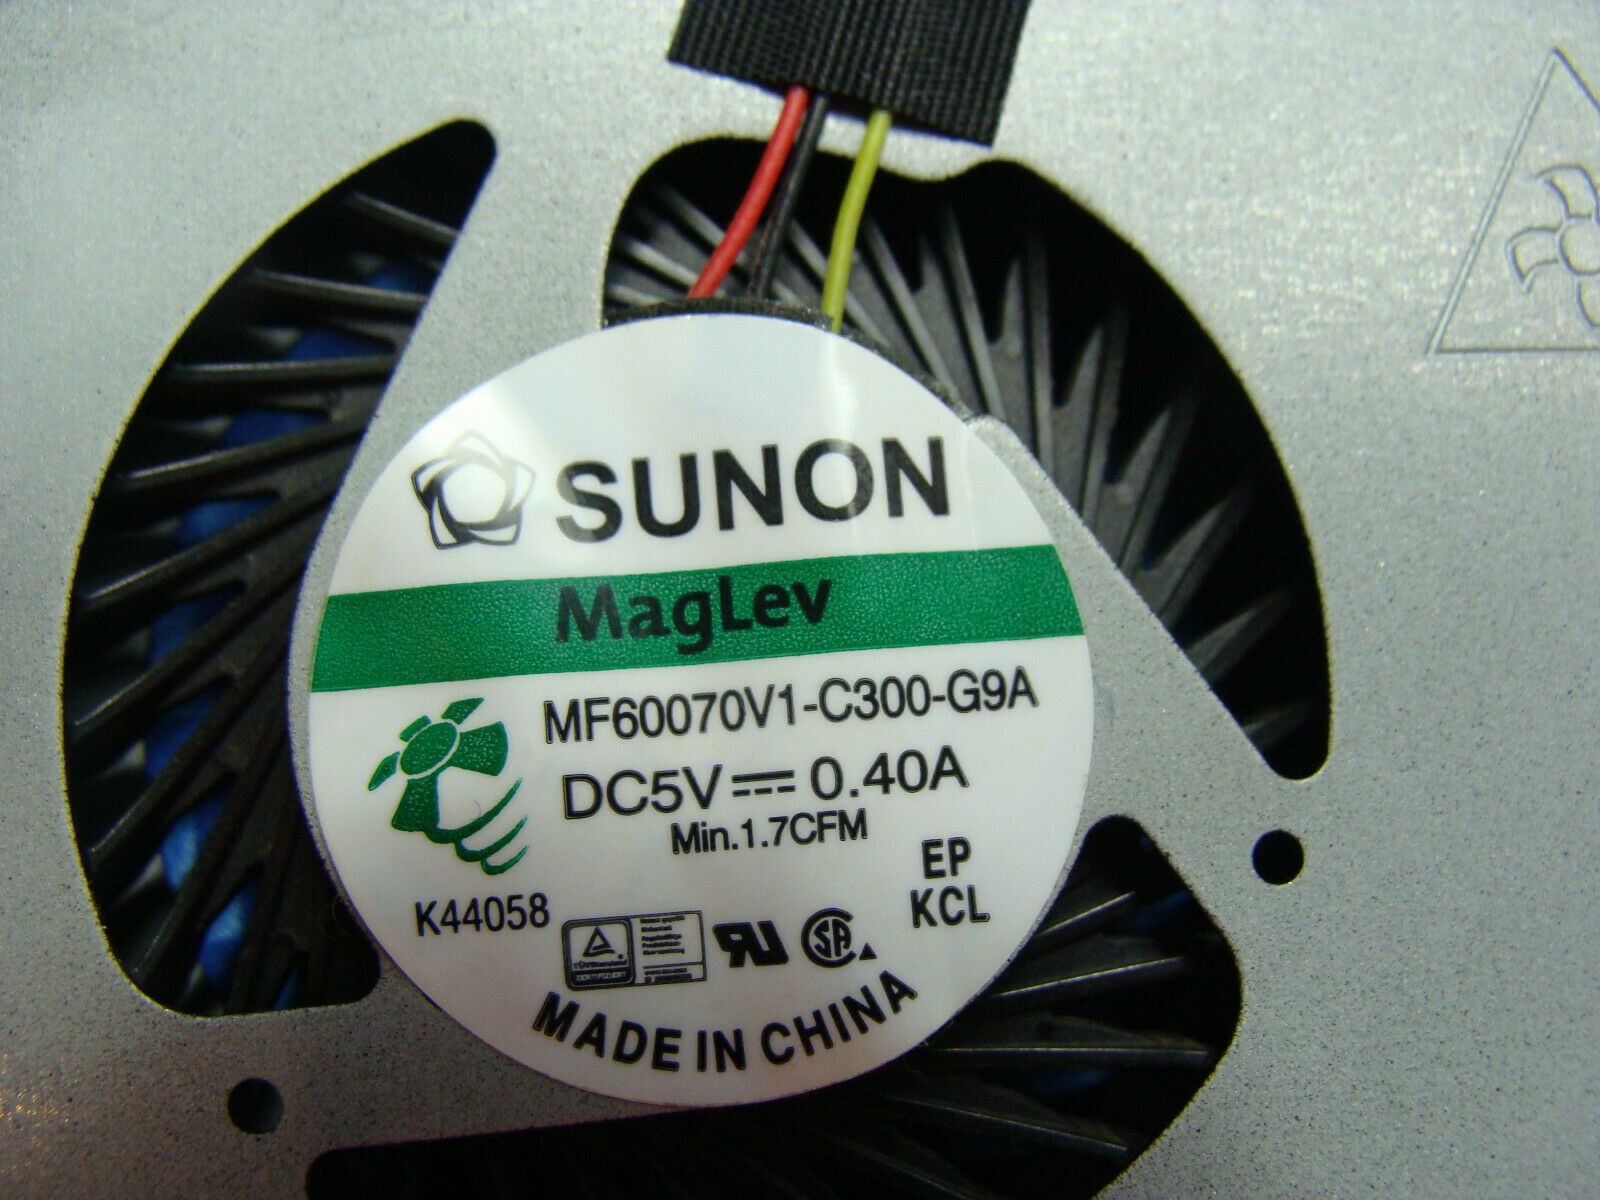 SUNON
MagLev
MF60070V1-C300-G9A
DC5V⎓0.40A
Min.1.7CFM
EP
KCL
K44058
MADE IN CHINA